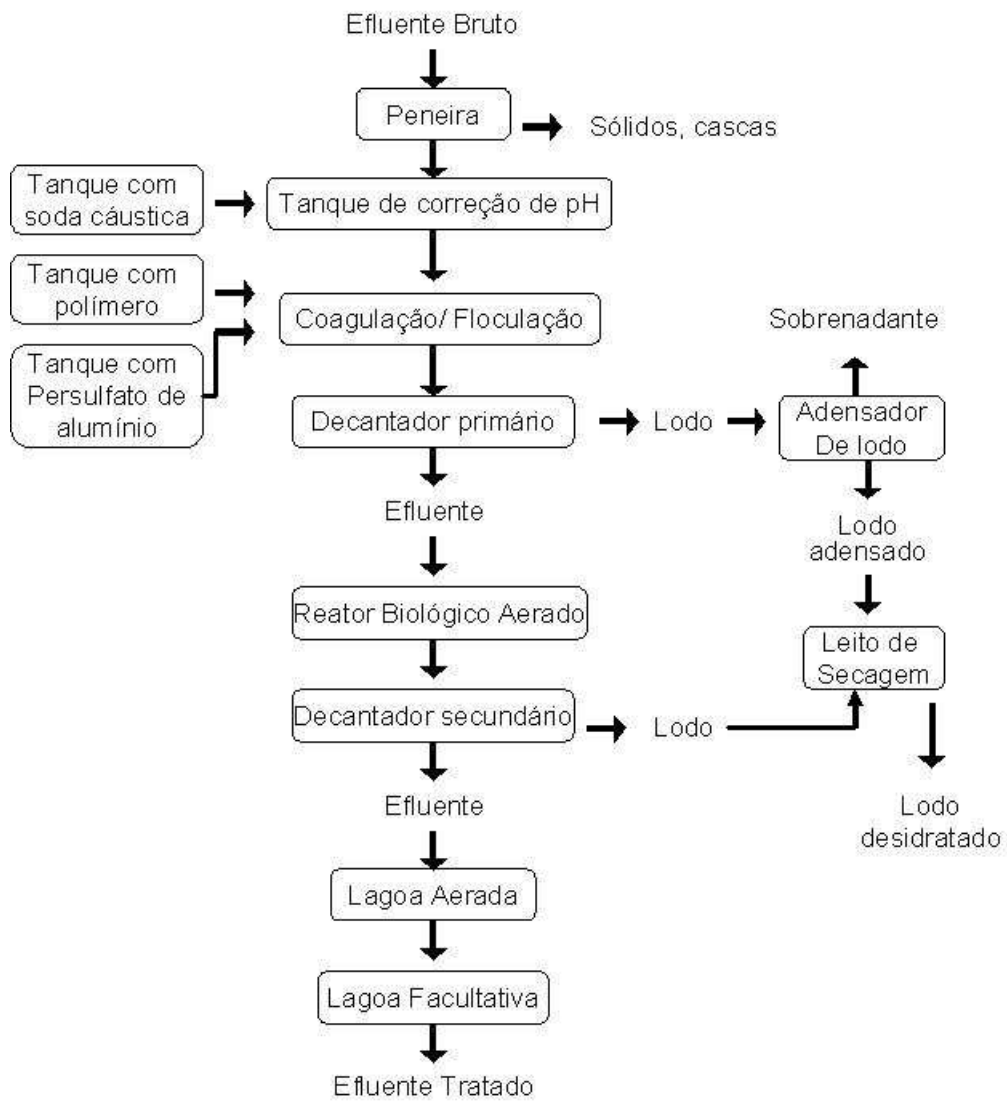 Efluente Bruto
Peneira
Sólidos, cascas
Tanque com
soda cáustica
Tanque de correção de pH
Tanque com
polímero
Coagulação/ Floculação
Tanque com
Persulfato de
alumínio
Sobrenadante
Decantador primário
Lodo
Adensador
De lodo
Efluente
Lodo
adensado
Reator Biológico Aerado
Leito de
Secagem
Decantador secundário
Lodo
Efluente
Lodo
desidratado
Lagoa Aerada
Lagoa Facultativa
Efluente Tratado